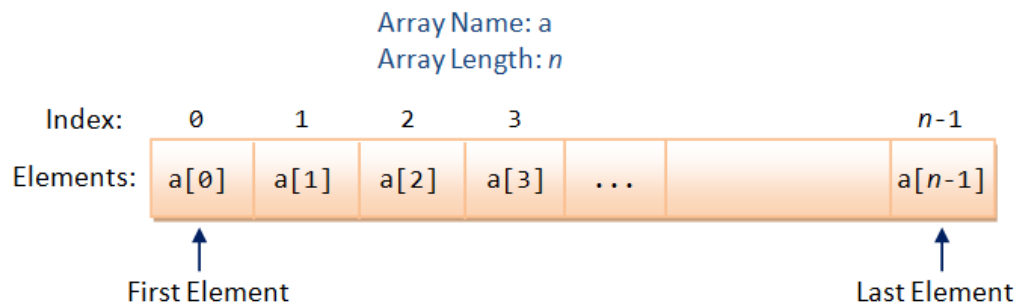 Array Name: a
Array Length: n
Index: 0 1 2 3 n-1
Elements: a[0] a[1] a[2] a[3] ... a[n-1]
First Element Last Element